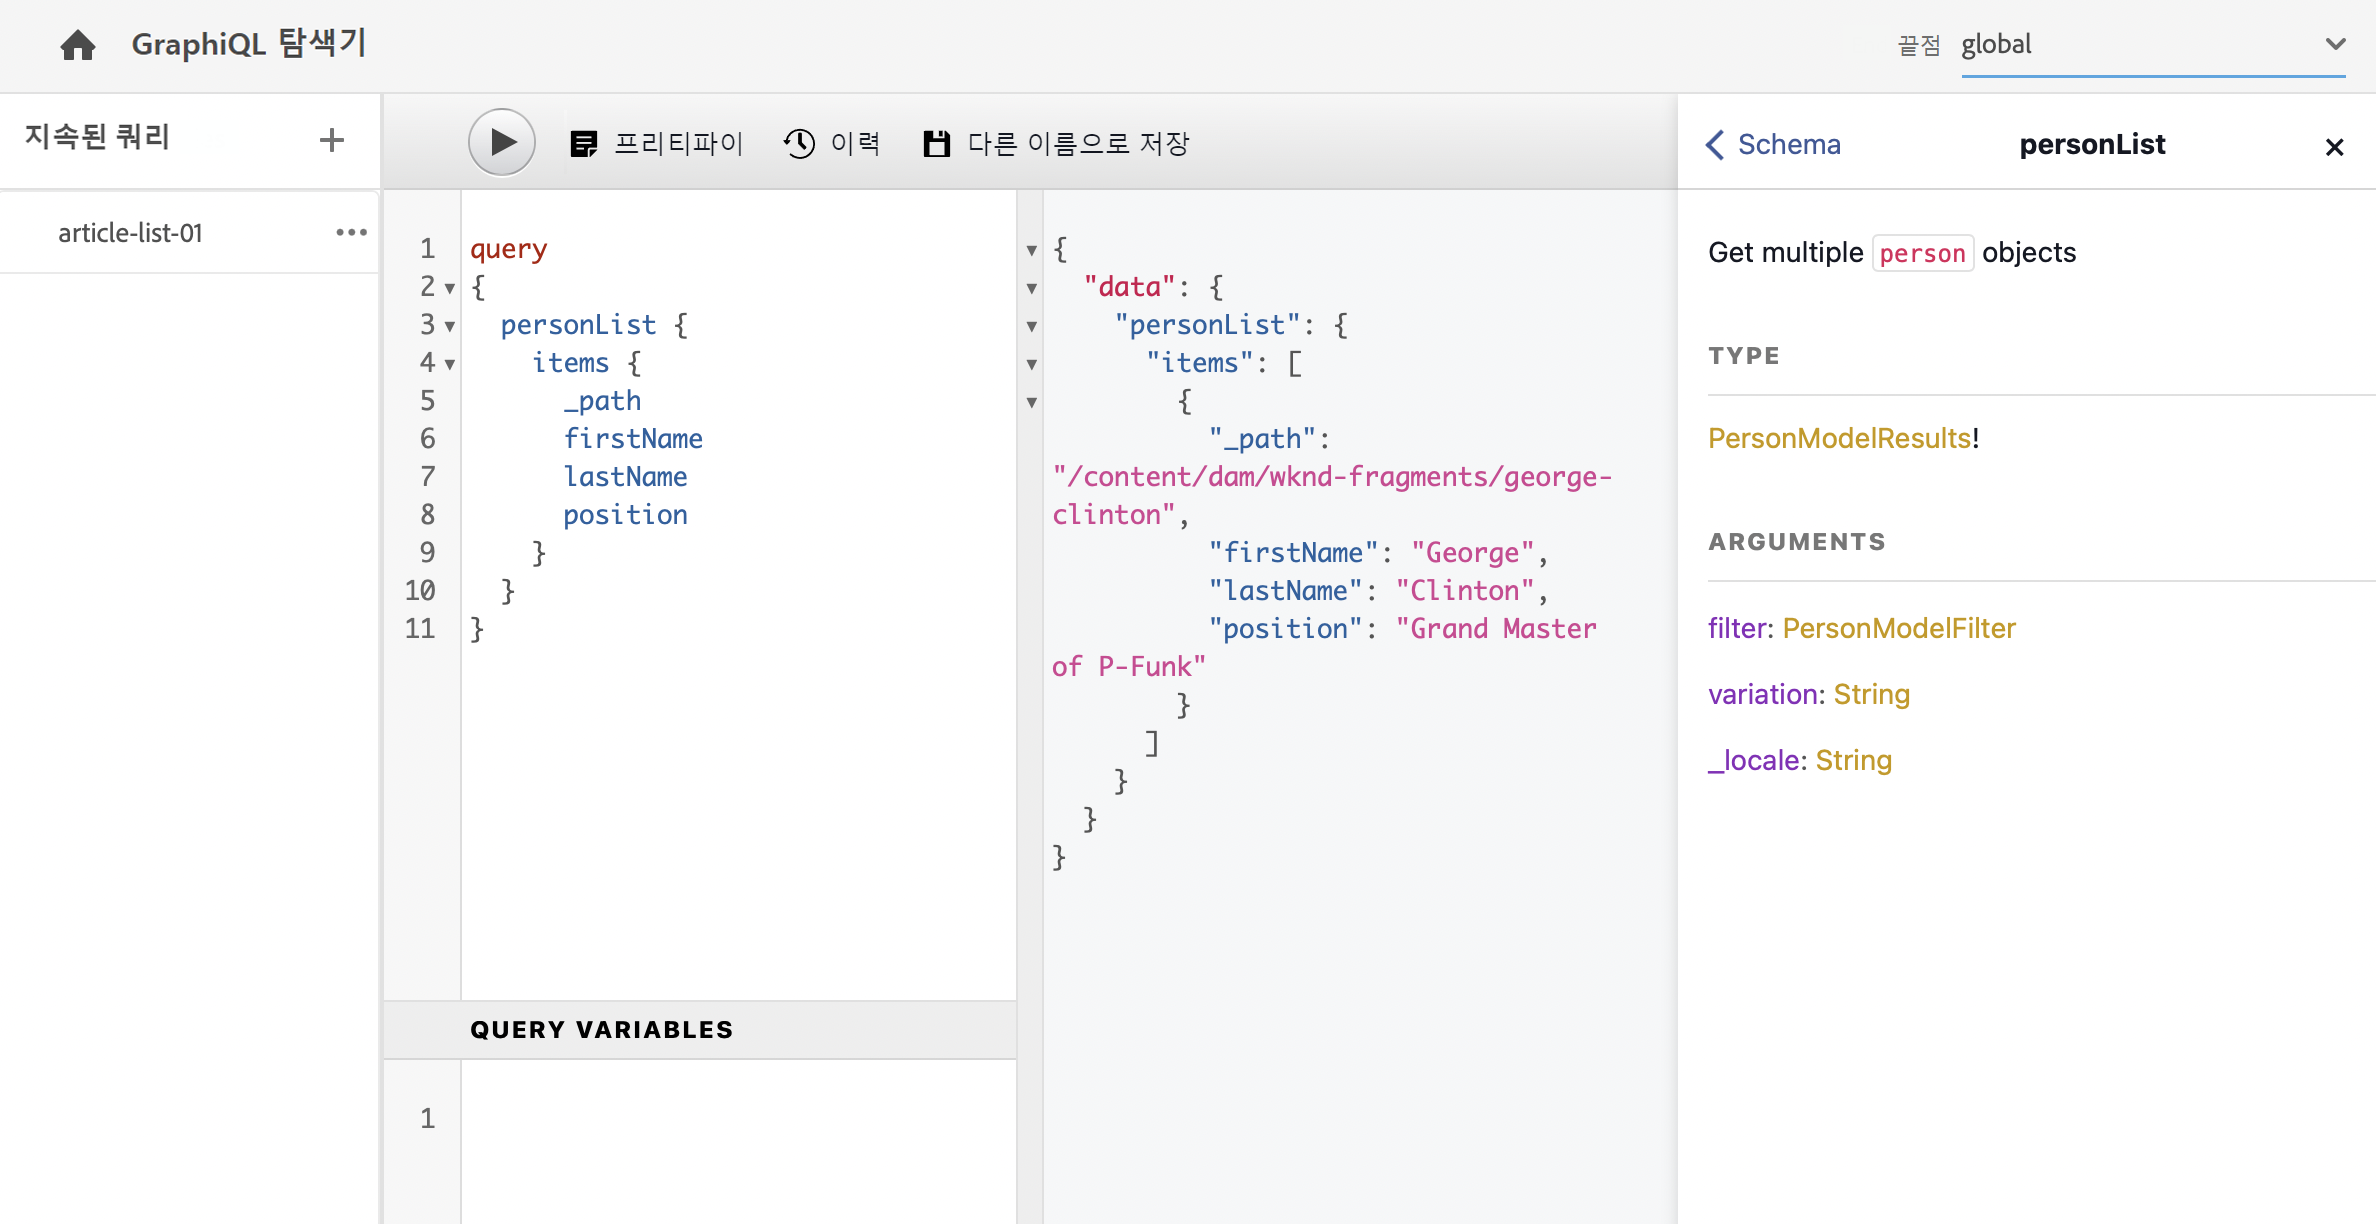 GraphiQL 탐색기
끝점 global
지속된 쿼리
article-list-01
프리티파이 이력 다른 이름으로 저장
1 query
2 {
3 personList {
4 items {
5 _path
6 firstName
7 lastName
8 position
9 }
10 }
11 }
QUERY VARIABLES
1
{
"data": {
"personList": {
"items": [
{
"_path":
"/content/dam/wknd-fragments/george-
clinton",
"firstName": "George",
"lastName": "Clinton",
"position": "Grand Master
of P-Funk"
}
]
}
}
}
Schema personList
Get multiple person objects
TYPE
PersonModelResults!
ARGUMENTS
filter: PersonModelFilter
variation: String
_locale: String